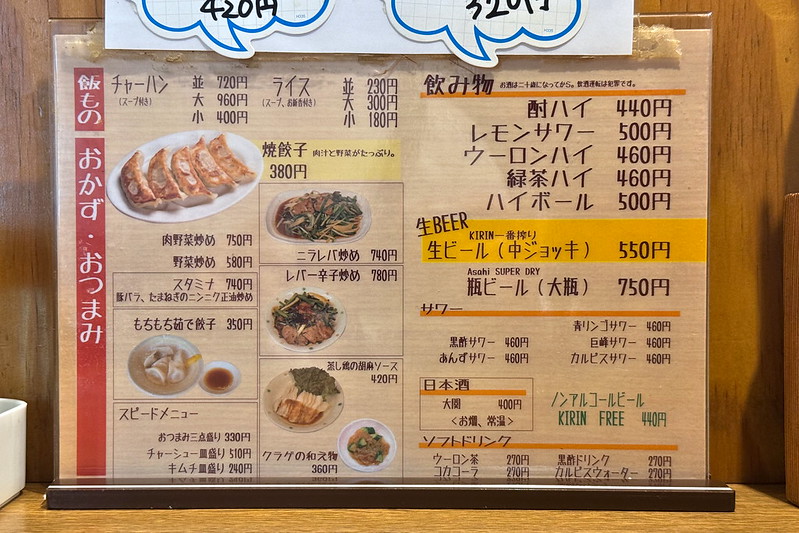 420円
320円
飯もの
チャーハン 並 720円
(スープ付き) 大 960円
小 400円
ライス 並 230円
(スープ、お新香付き) 大 300円
小 180円
おかず・おつまみ
焼餃子 肉汁と野菜がたっぷり。
380円
肉野菜炒め 750円
野菜炒め 580円
スタミナ 740円
豚バラ、たまねぎのニンニク正油炒め
もちもち茹で餃子 350円
ニラレバ炒め 740円
レバー辛子炒め 780円
蒸し鶏の胡麻ソース
420円
クラゲの和え物
360円
スピードメニュー
おつまみ三点盛り 330円
チャーシュー皿盛り 510円
キムチ皿盛り 240円
飲み物 お酒は二十歳になってから。飲酒運転は犯罪です。
酎ハイ 440円
レモンサワー 500円
ウーロンハイ 460円
緑茶ハイ 460円
ハイボール 500円
生BEER
KIRIN一番搾り
生ビール(中ジョッキ) 550円
Asahi SUPER DRY
瓶ビール(大瓶) 750円
サワー
青リンゴサワー 460円
黒酢サワー 460円
巨峰サワー 460円
あんずサワー 460円
カルピスサワー 460円
日本酒
大関 400円
<お燗、常温>
ノンアルコールビール
KIRIN FREE 440円
ソフトドリンク
ウーロン茶 270円
黒酢ドリンク 270円
コカコーラ 270円
カルピスウォーター 270円